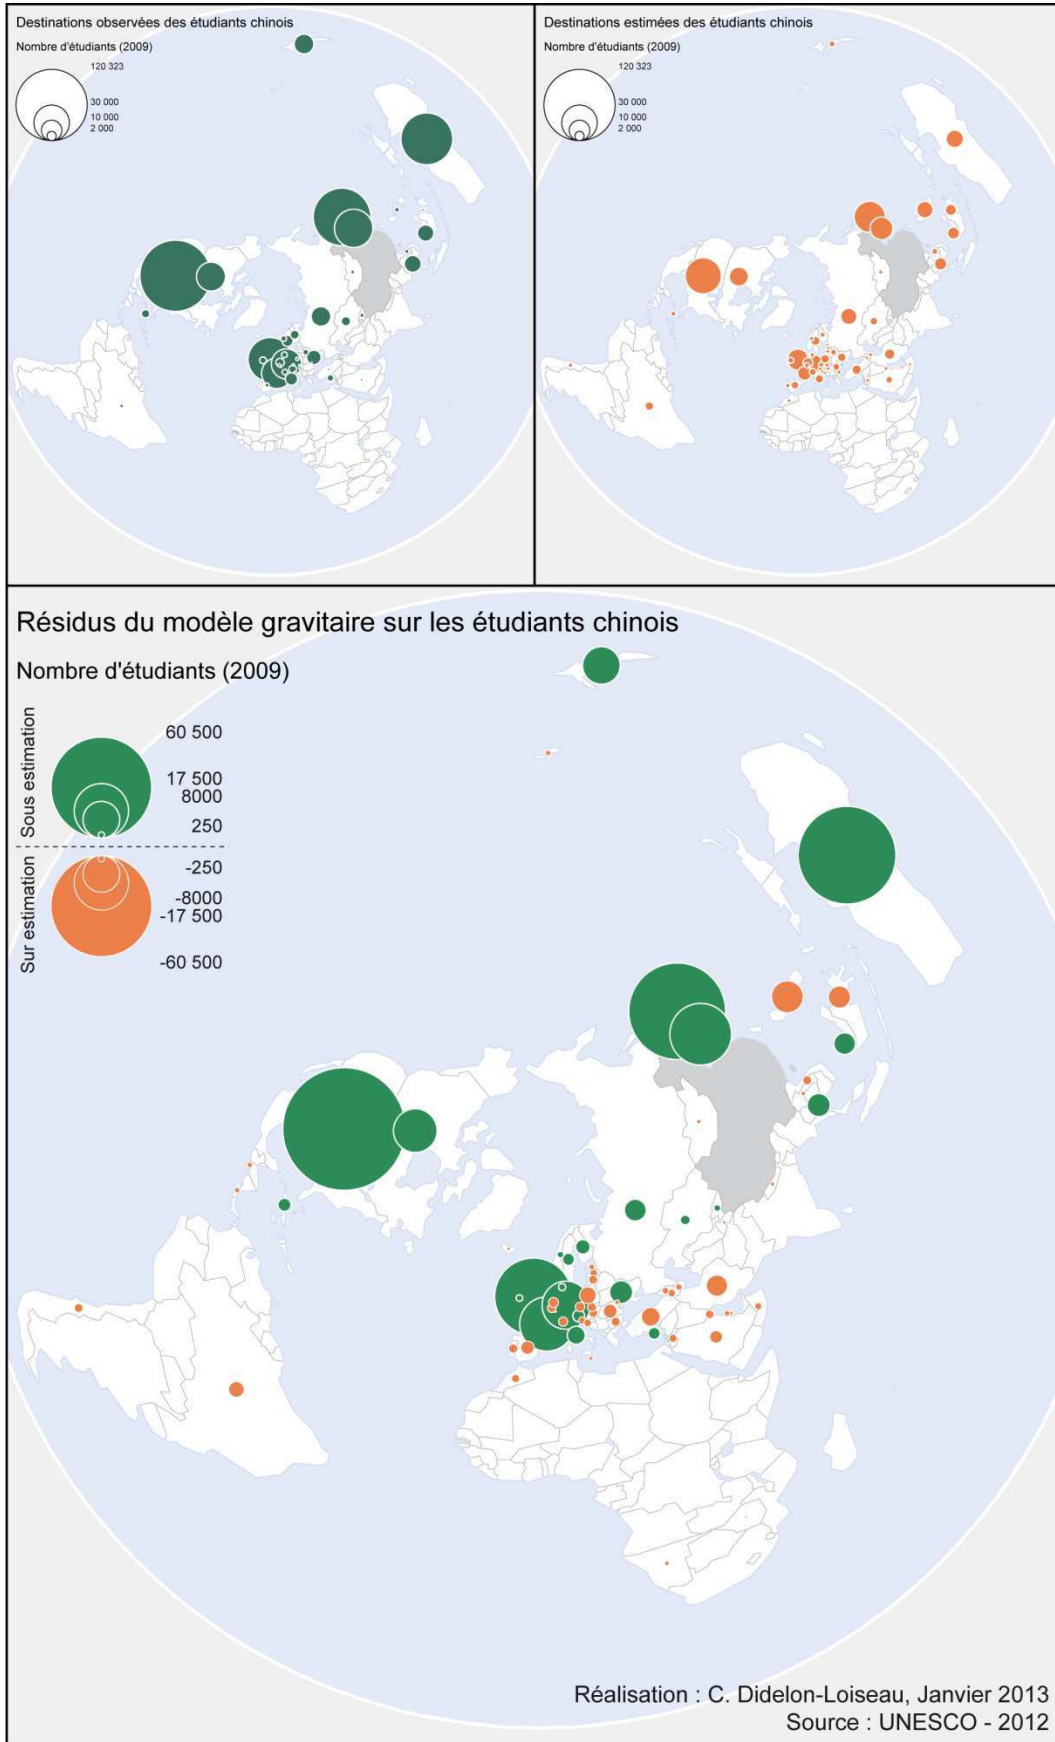 Destinations observées des étudiants chinois
Nombre d'étudiants (2009)
120 323
30 000
10 000
2 000
Destinations estimées des étudiants chinois
Nombre d'étudiants (2009)
120 323
30 000
10 000
2 000
Résidus du modèle gravitaire sur les étudiants chinois
Nombre d'étudiants (2009)
Sous estimation
60 500
17 500
8000
250
Sur estimation
-250
-8000
-17 500
-60 500
Réalisation : C. Didelon-Loiseau, Janvier 2013
Source : UNESCO - 2012